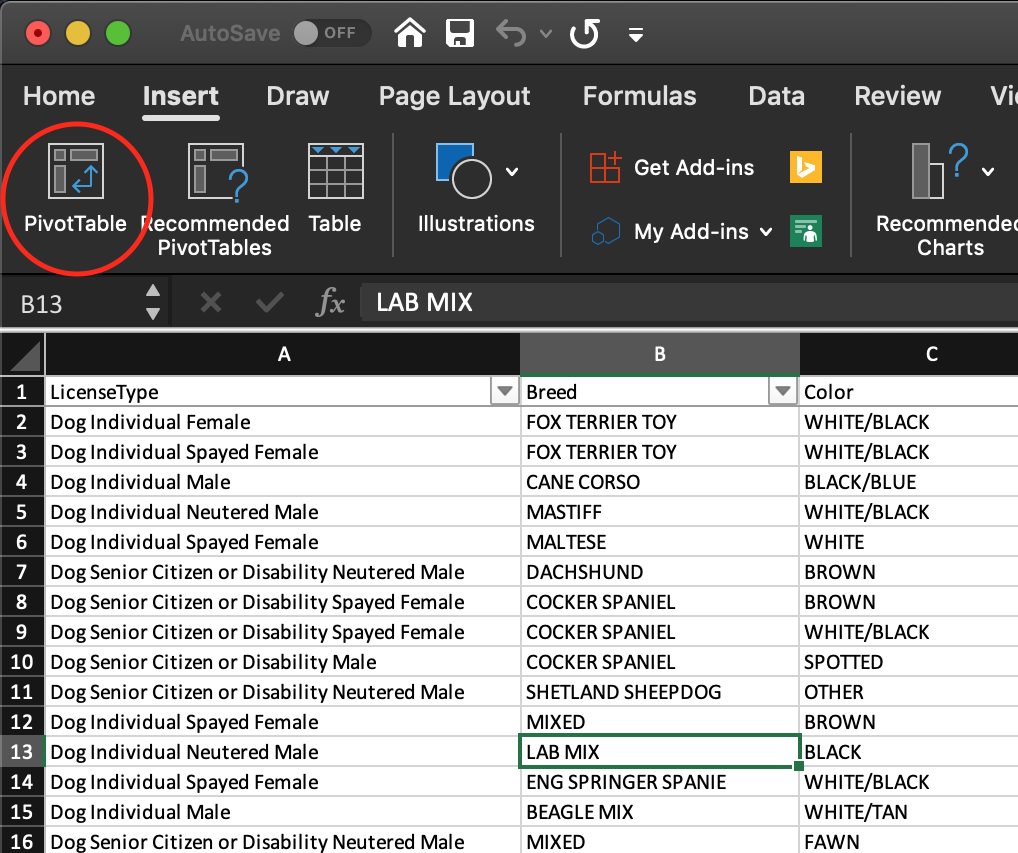 AutoSave OFF
Home Insert Draw Page Layout Formulas Data Review
PivotTable
Recommended
PivotTables
Table
Illustrations
Get Add-ins
My Add-ins
Recommended
Charts
B13 fx LAB MIX
A B C
1 LicenseType Breed Color
2 Dog Individual Female FOX TERRIER TOY WHITE/BLACK
3 Dog Individual Spayed Female FOX TERRIER TOY WHITE/BLACK
4 Dog Individual Male CANE CORSO BLACK/BLUE
5 Dog Individual Neutered Male MASTIFF WHITE/BLACK
6 Dog Individual Spayed Female MALTESE WHITE
7 Dog Senior Citizen or Disability Neutered Male DACHSHUND BROWN
8 Dog Senior Citizen or Disability Spayed Female COCKER SPANIEL BROWN
9 Dog Senior Citizen or Disability Spayed Female COCKER SPANIEL WHITE/BLACK
10 Dog Senior Citizen or Disability Male COCKER SPANIEL SPOTTED
11 Dog Senior Citizen or Disability Neutered Male SHETLAND SHEEPDOG OTHER
12 Dog Individual Spayed Female MIXED BROWN
13 Dog Individual Neutered Male LAB MIX BLACK
14 Dog Individual Spayed Female ENG SPRINGER SPANIE WHITE/BLACK
15 Dog Individual Male BEAGLE MIX WHITE/TAN
16 Dog Senior Citizen or Disability Neutered Male MIXED FAWN